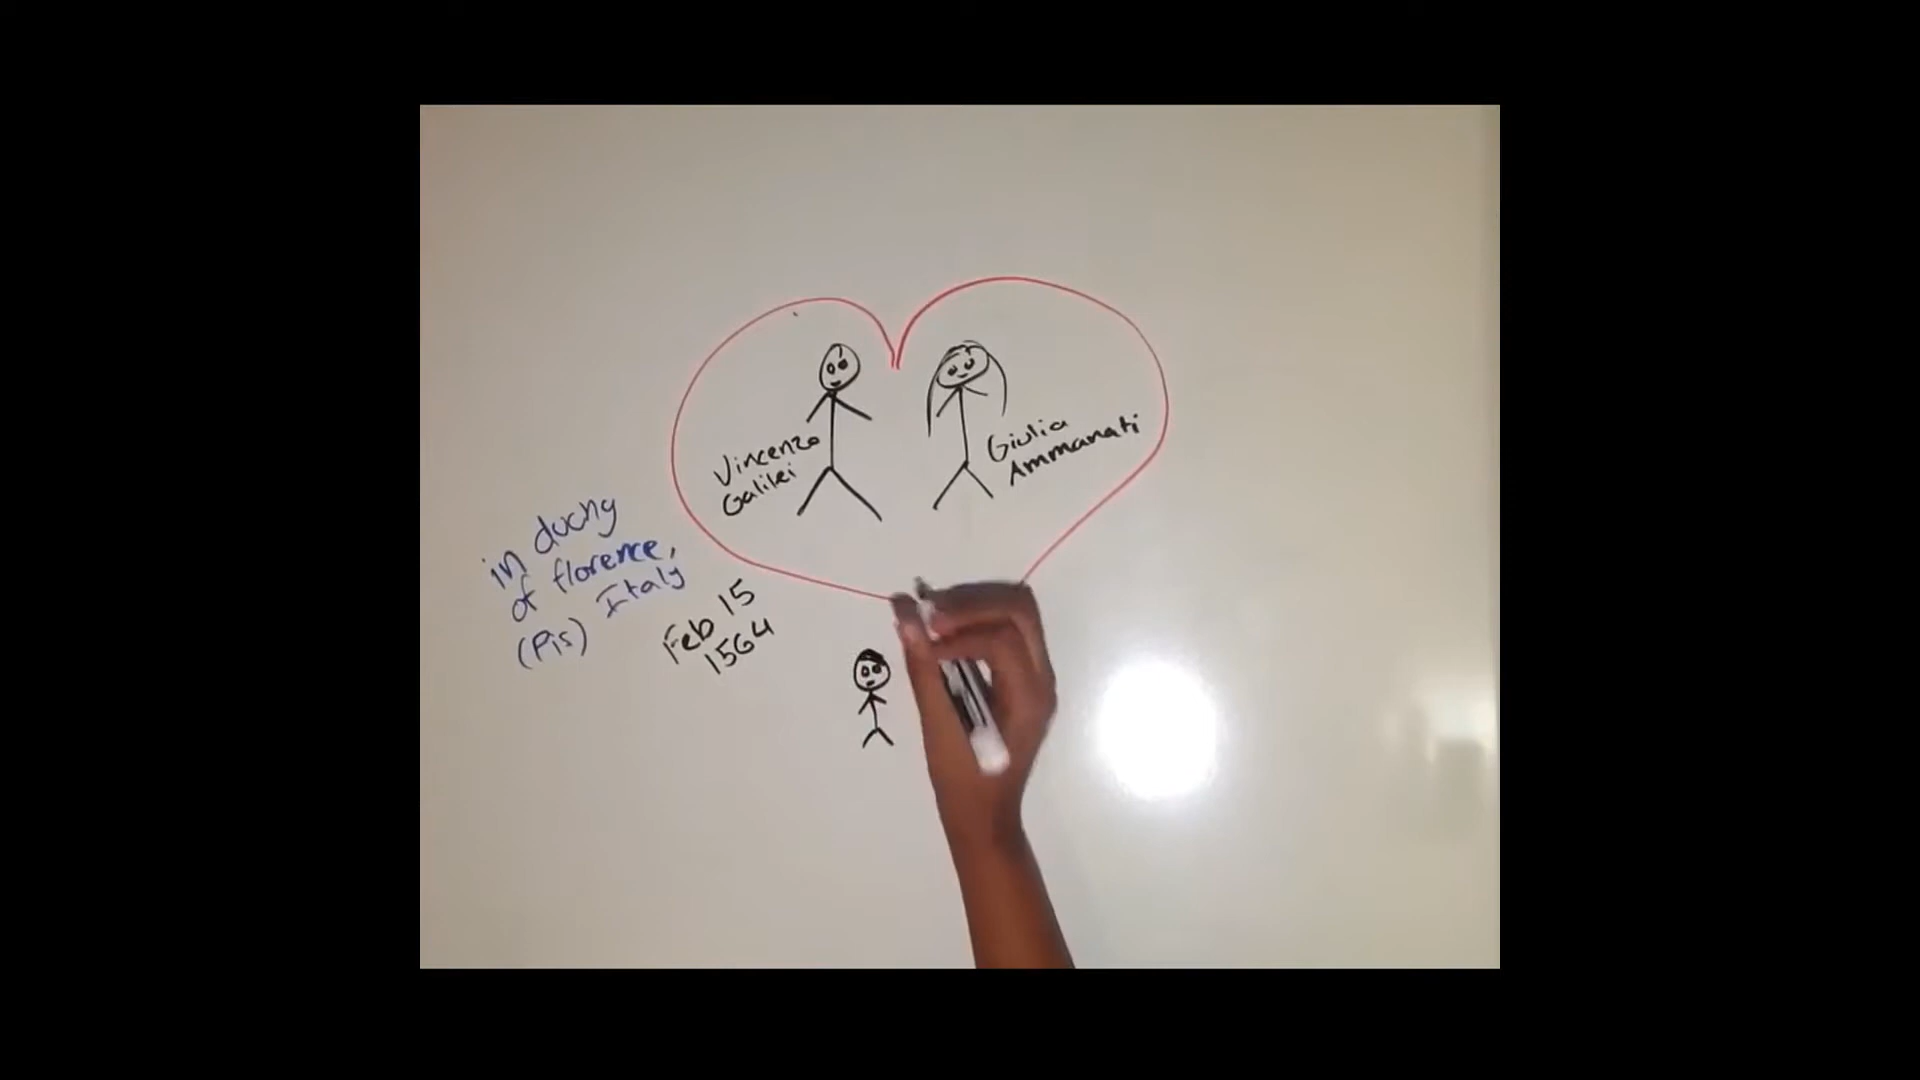 Vincenzo
Galilei
Giulia
Ammanati
in duchy
of florence,
(Pis) Italy
Feb 15
1564